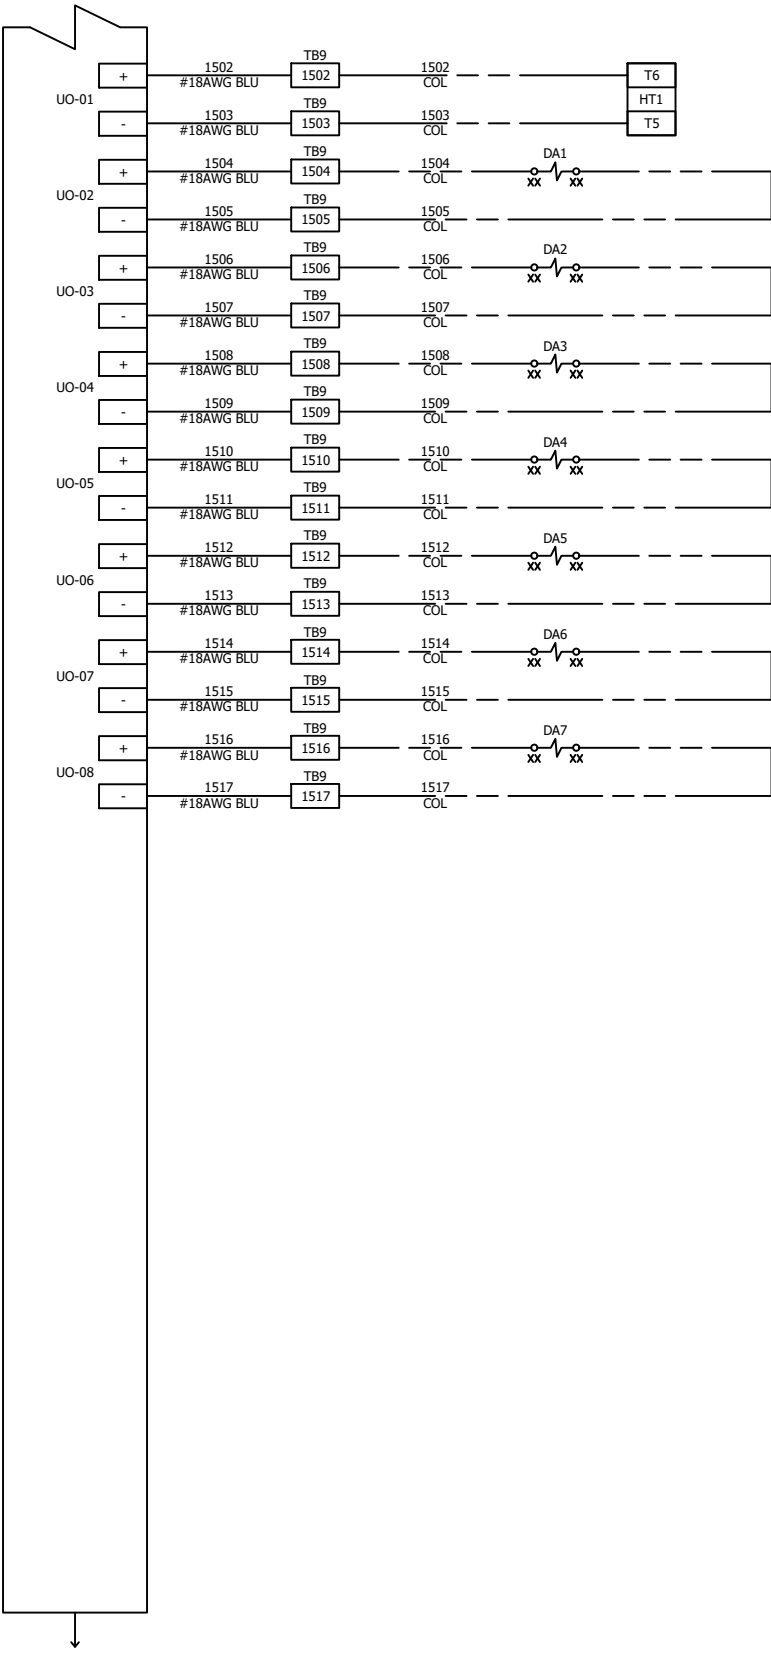 TB9
1502 1502 1502 T6
+
#18AWG BLU COL
UO-01 HT1
TB9
1503 1503 1503 T5
-
#18AWG BLU COL
TB9 DA1
1504 1504 1504
+
#18AWG BLU COL XX XX
UO-02
TB9
1505 1505 1505
-
#18AWG BLU COL
TB9 DA2
1506 1506 1506
+
#18AWG BLU COL XX XX
UO-03
TB9
1507 1507 1507
-
#18AWG BLU COL
TB9 DA3
1508 1508 1508
+
#18AWG BLU COL XX XX
UO-04
TB9
1509 1509 1509
-
#18AWG BLU COL
TB9 DA4
1510 1510 1510
+
#18AWG BLU COL XX XX
UO-05
TB9
1511 1511 1511
-
#18AWG BLU COL
TB9 DA5
1512 1512 1512
+
#18AWG BLU COL XX XX
UO-06
TB9
1513 1513 1513
-
#18AWG BLU COL
TB9 DA6
1514 1514 1514
+
#18AWG BLU COL XX XX
UO-07
TB9
1515 1515 1515
-
#18AWG BLU COL
TB9 DA7
1516 1516 1516
+
#18AWG BLU COL XX XX
UO-08
TB9
1517 1517 1517
-
#18AWG BLU COL